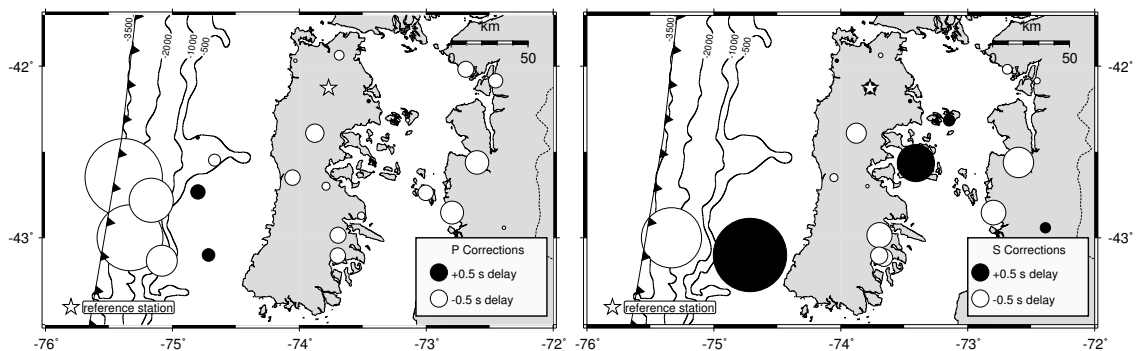 -3500
-2000
-1000
-500
km
50
-42˚
-43˚
P Corrections
+0.5 s delay
-0.5 s delay
reference station
-76˚
-75˚
-74˚
-73˚
-72˚
-3500
-2000
-1000
-500
km
50
-42˚
-43˚
S Corrections
+0.5 s delay
-0.5 s delay
reference station
-76˚
-75˚
-74˚
-73˚
-72˚